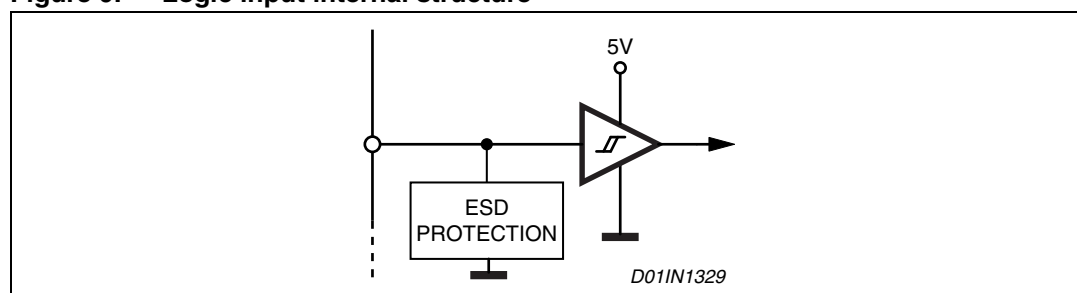 Figure 6. Logic input internal structure
5V
ESD
PROTECTION
D01IN1329